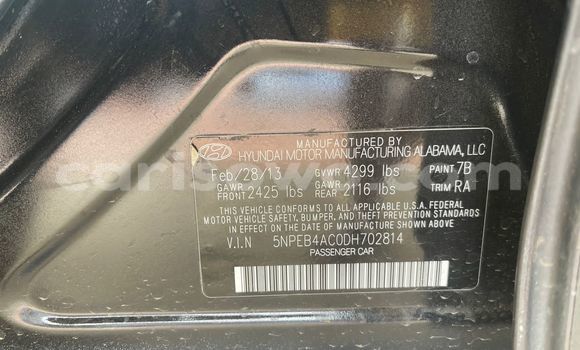 MANUFACTURED BY
HYUNDAI MOTOR MANUFACTURING ALABAMA, LLC
Feb/28/13 GVWR 4299 lbs PAINT 7B
GAWR FRONT 2425 lbs GAWR REAR 2116 lbs TRIM RA
THIS VEHICLE CONFORMS TO ALL APPLICABLE U.S.A. FEDERAL
MOTOR VEHICLE SAFETY, BUMPER, AND THEFT PREVENTION STANDARDS
IN EFFECT ON THE DATE OF MANUFACTURE SHOWN ABOVE
V.I.N 5NPEB4AC0DH702814
PASSENGER CAR